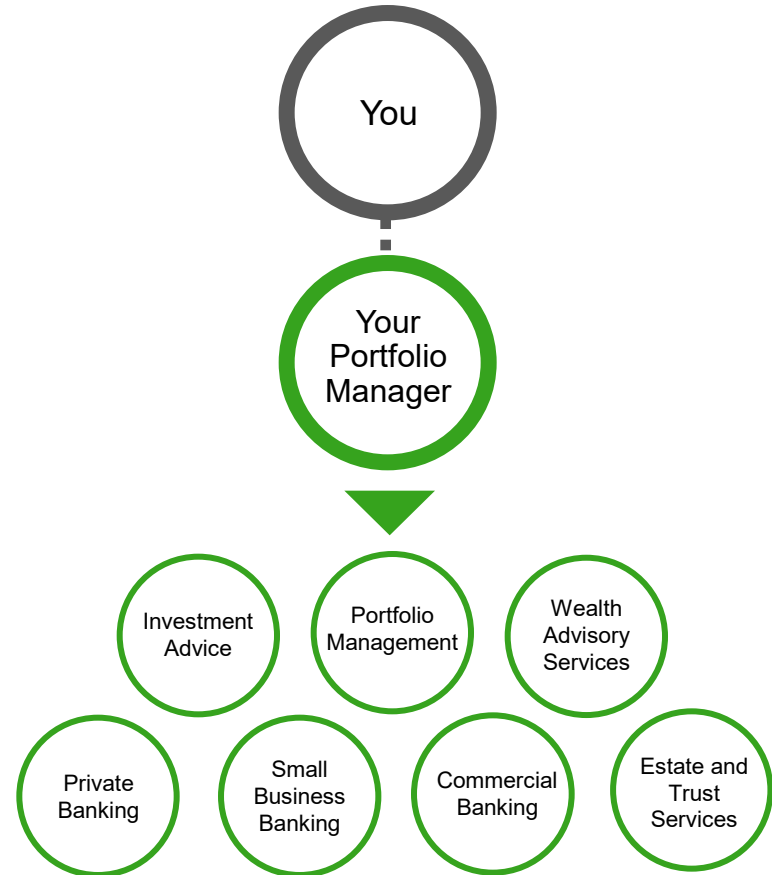 You
Your
Portfolio
Manager
Investment
Advice
Portfolio
Management
Wealth
Advisory
Services
Private
Banking
Small
Business
Banking
Commercial
Banking
Estate and
Trust
Services